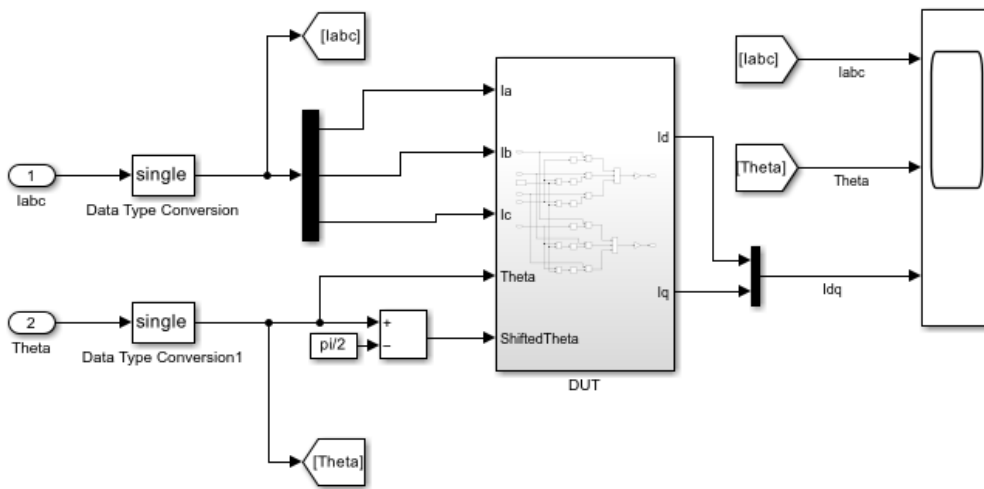 [Iabc]
1
Iabc
single
Data Type Conversion
Ia
Ib
Ic
Theta
ShiftedTheta
Id
Iq
DUT
2
Theta
single
Data Type Conversion1
pi/2
+
−
[Theta]
[Iabc]
Iabc
[Theta]
Theta
Idq